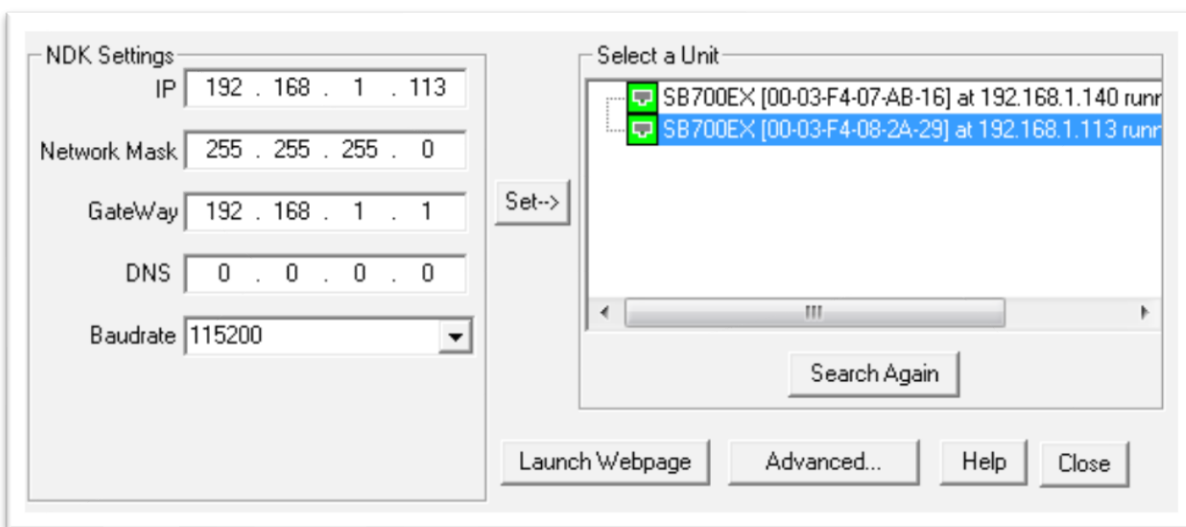 NDK Settings
IP 192 . 168 . 1 . 113
Network Mask 255 . 255 . 255 . 0
GateWay 192 . 168 . 1 . 1
DNS 0 . 0 . 0 . 0
Baudrate 115200
Set-->
Select a Unit
SB700EX [00-03-F4-07-AB-16] at 192.168.1.140
SB700EX [00-03-F4-08-2A-29] at 192.168.1.113
Search Again
Launch Webpage Advanced... Help Close